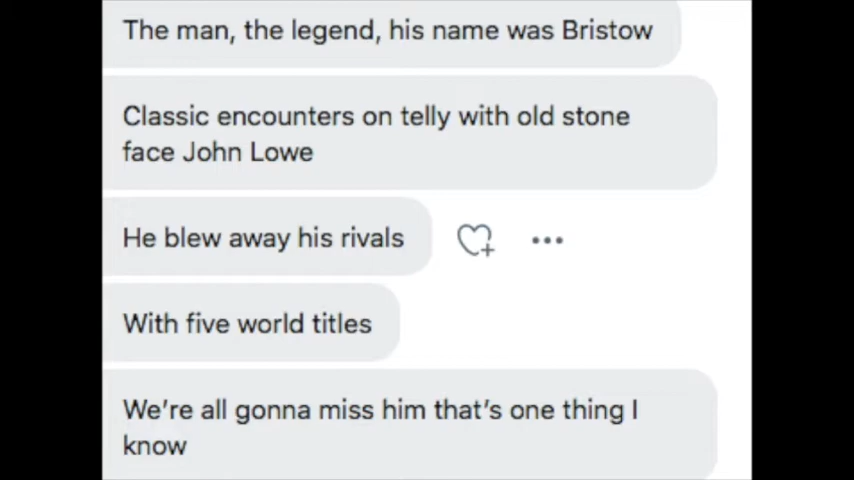 The man, the legend, his name was Bristow
Classic encounters on telly with old stone
face John Lowe
He blew away his rivals
With five world titles
We’re all gonna miss him that’s one thing I
know